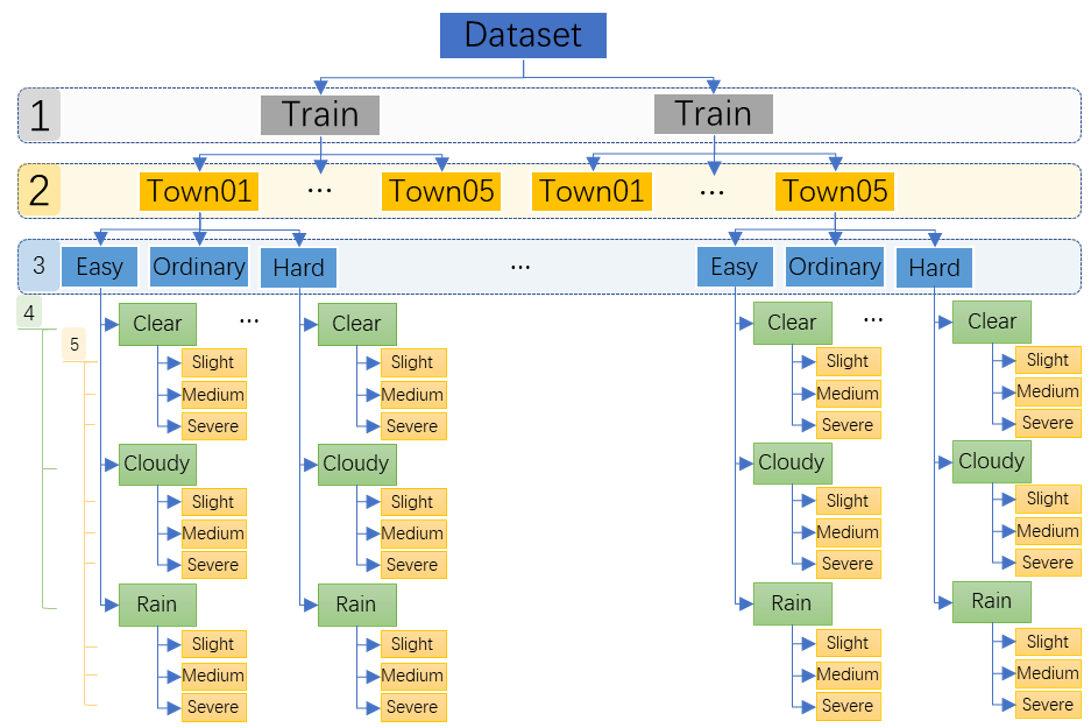 Dataset
1
Train
Train
2
Town01
...
Town05
Town01
...
Town05
3
Easy
Ordinary
Hard
...
Easy
Ordinary
Hard
4
5
Clear
Slight
Medium
Severe
Cloudy
Slight
Medium
Severe
Rain
Slight
Medium
Severe
...
Clear
Slight
Medium
Severe
Cloudy
Slight
Medium
Severe
Rain
Slight
Medium
Severe
Clear
Slight
Medium
Severe
Cloudy
Slight
Medium
Severe
Rain
Slight
Medium
Severe
...
Clear
Slight
Medium
Severe
Cloudy
Slight
Medium
Severe
Rain
Slight
Medium
Severe